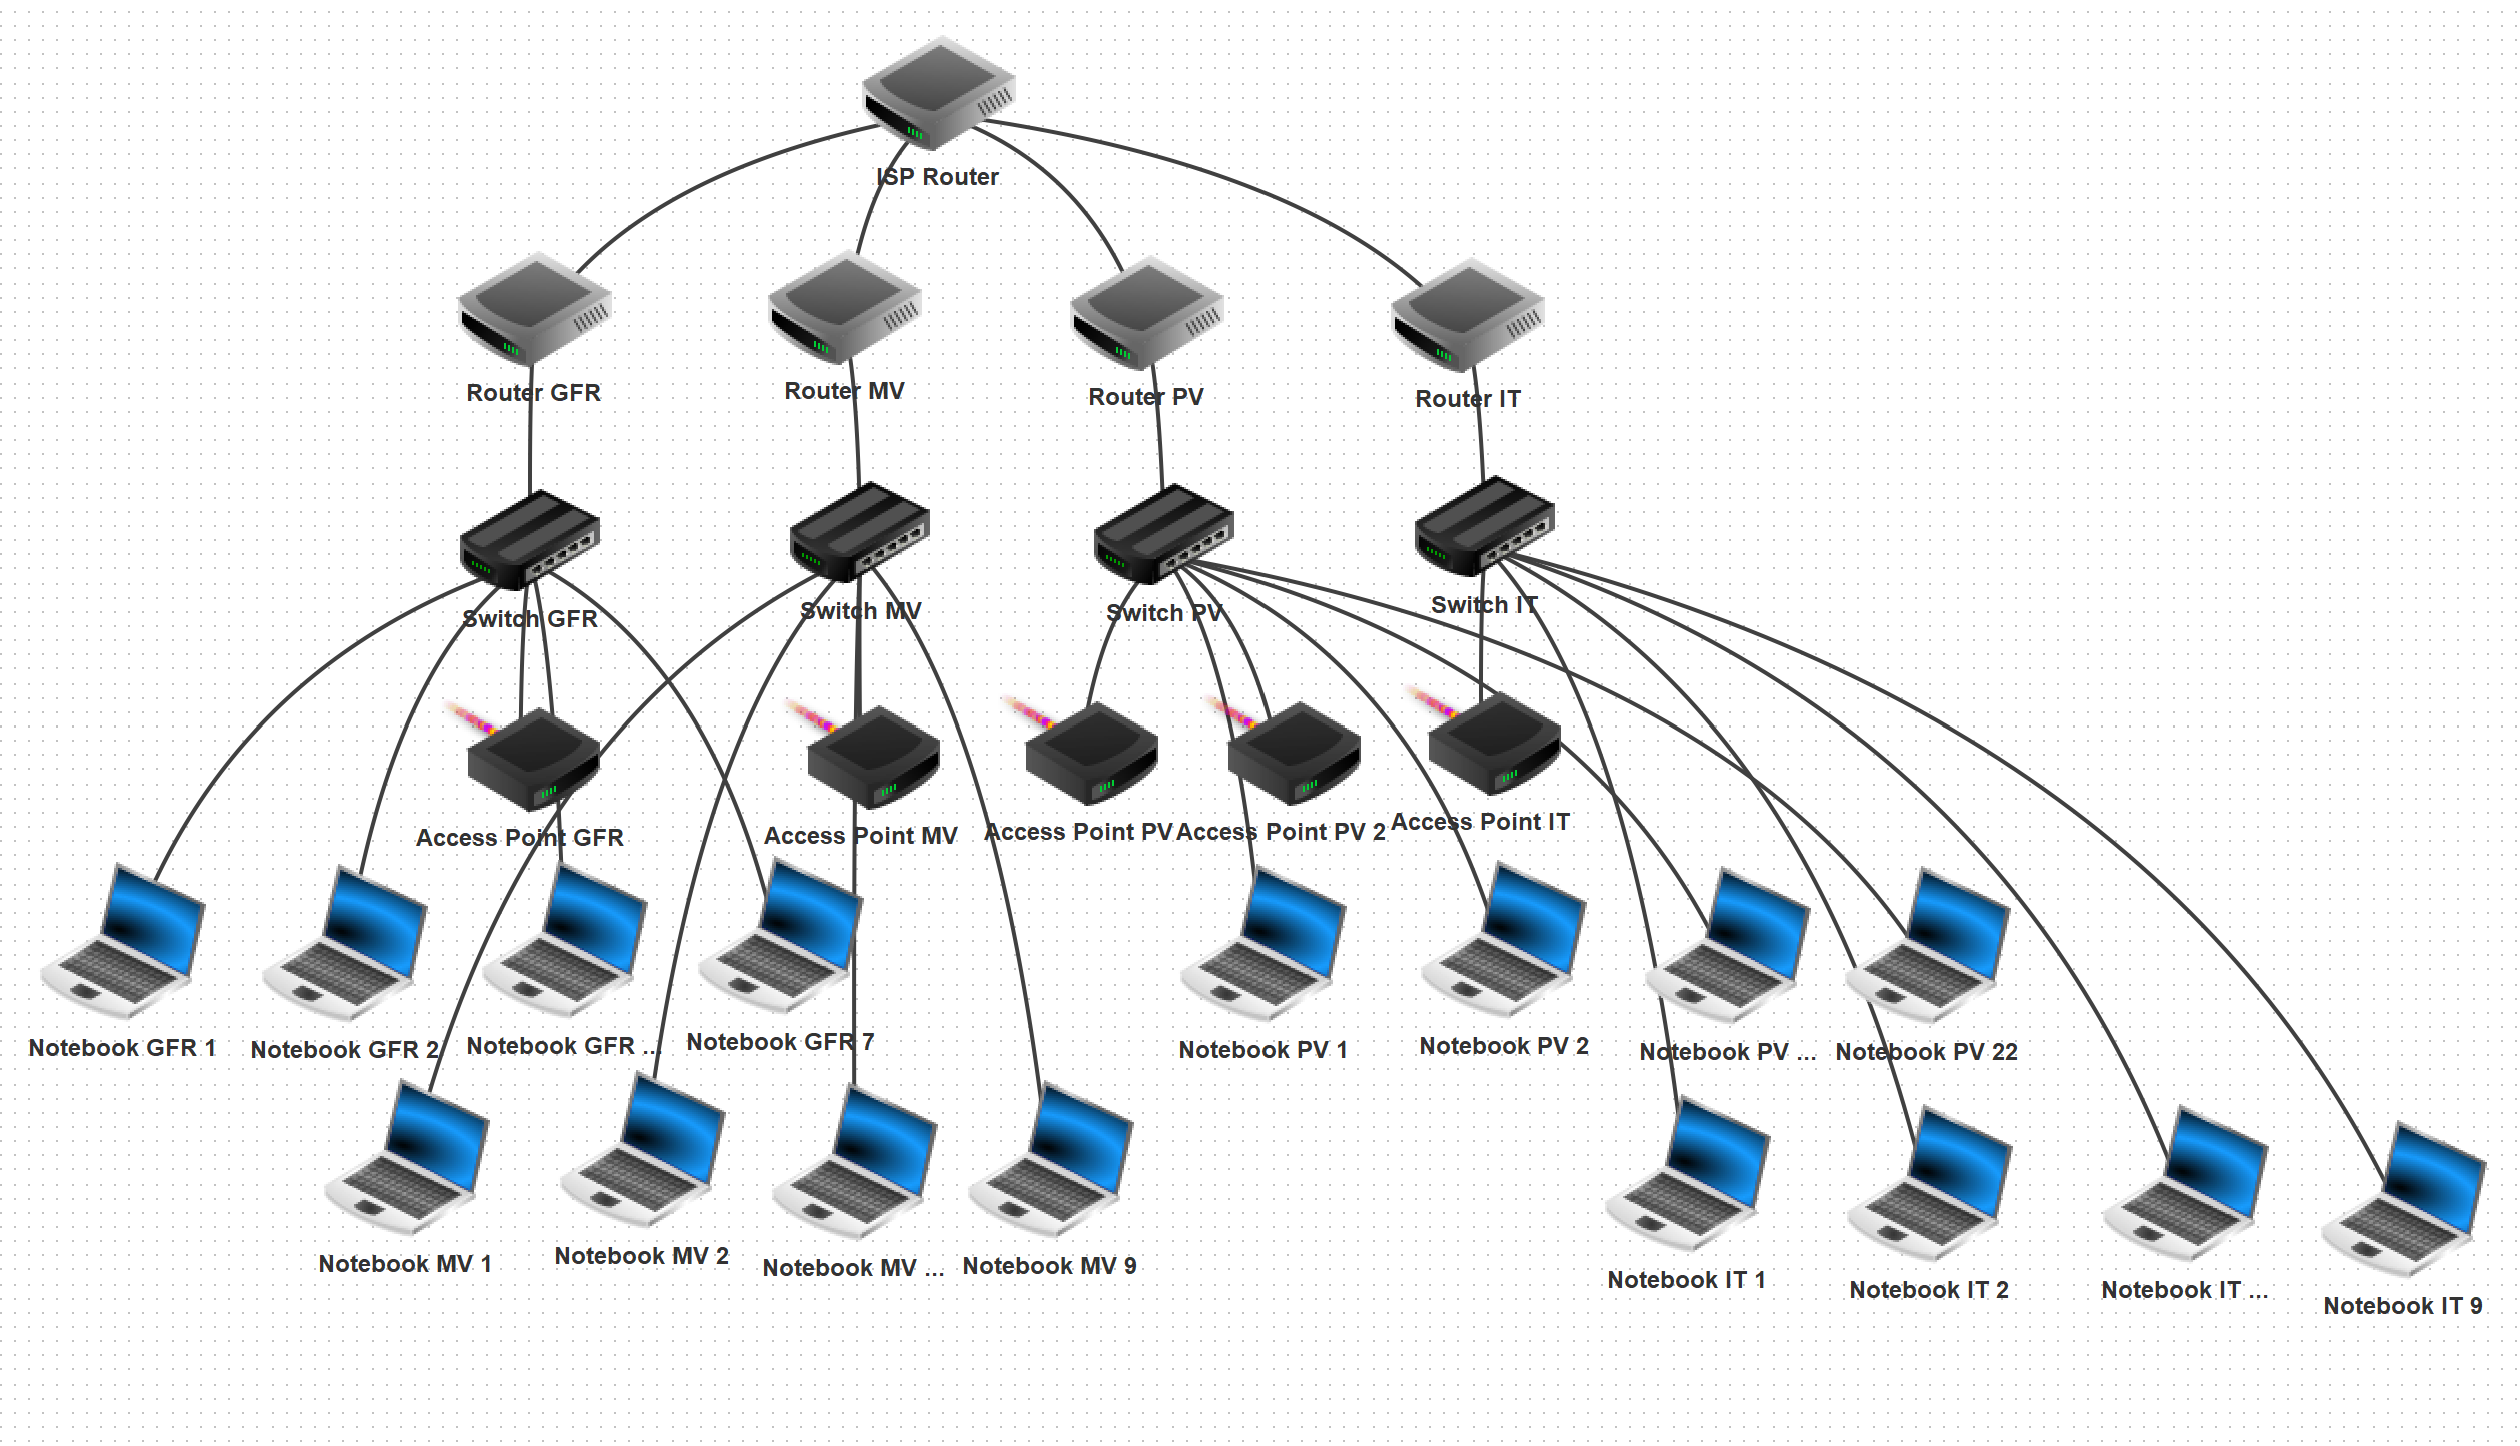 ISP Router
Router GFR
Router MV
Router PV
Router IT
Switch GFR
Switch MV
Switch PV
Switch IT
Access Point GFR
Access Point MV
Access Point PV
Access Point PV 2
Access Point IT
Notebook GFR 1
Notebook GFR 2
Notebook GFR ...
Notebook GFR 7
Notebook PV 1
Notebook PV 2
Notebook PV ...
Notebook PV 22
Notebook MV 1
Notebook MV 2
Notebook MV ...
Notebook MV 9
Notebook IT 1
Notebook IT 2
Notebook IT ...
Notebook IT 9